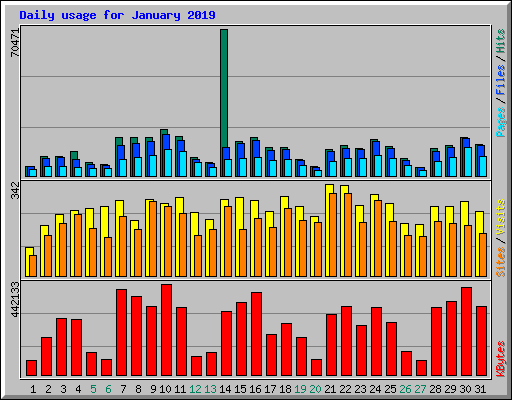 Daily usage for January 2019
70471
Pages / Files / Hits
342
Sites / Visits
442133
KBytes
1 2 3 4 5 6 7 8 9 10 11 12 13 14 15 16 17 18 19 20 21 22 23 24 25 26 27 28 29 30 31